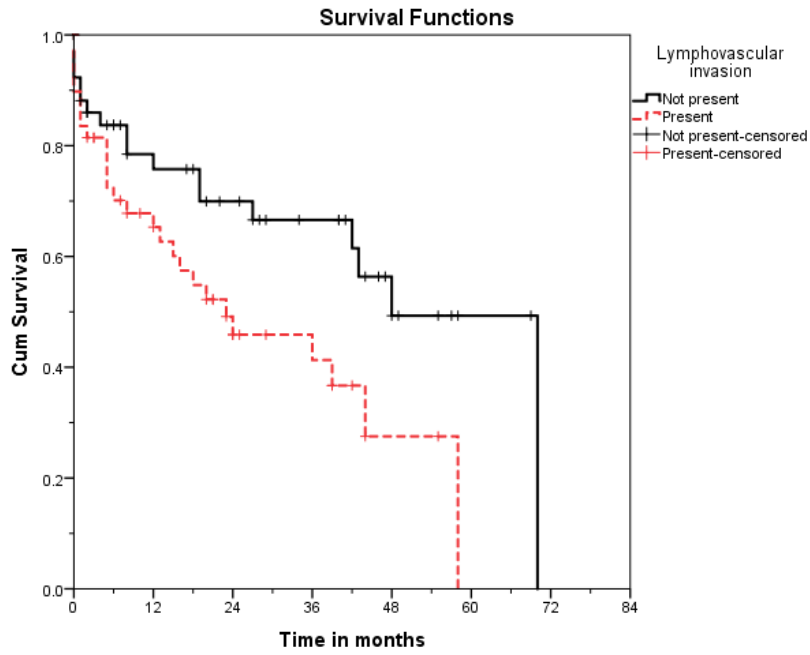 Survival Functions
Lymphovascular
invasion
Not present
Present
Not present-censored
Present-censored
Cum Survival
1.0
0.8
0.6
0.4
0.2
0.0
0 12 24 36 48 60 72 84
Time in months